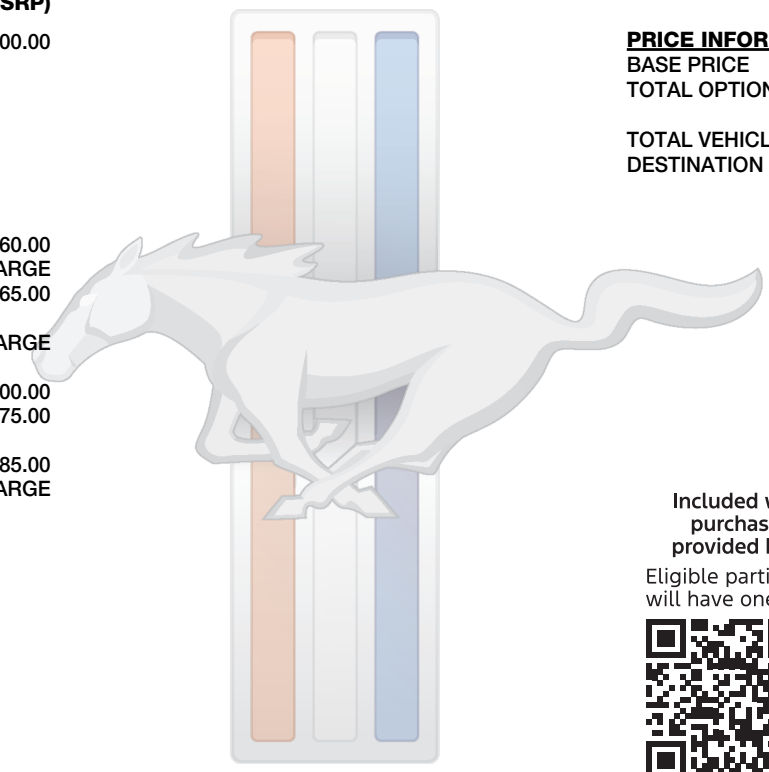 SRP)
00.00
60.00
ARGE
65.00
ARGE
00.00
75.00
85.00
ARGE
PRICE INFOR
BASE PRICE
TOTAL OPTION
TOTAL VEHICL
DESTINATION
Included w
purchas
provided b
Eligible parti
will have one